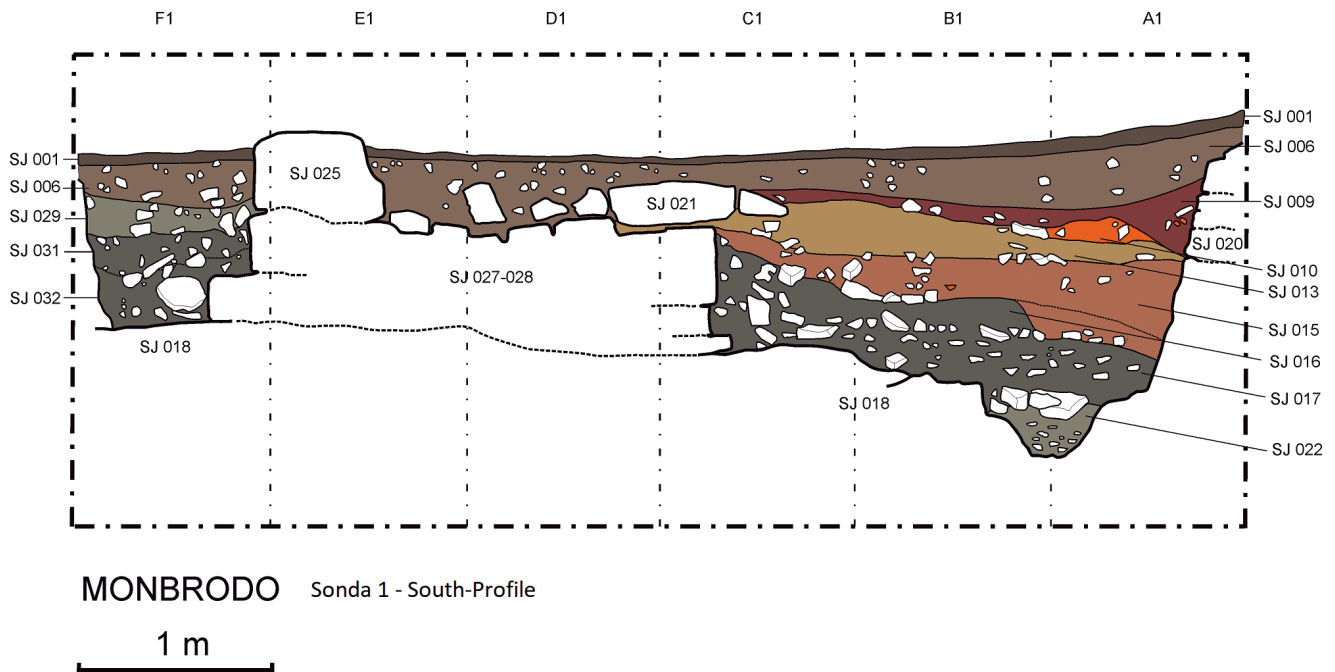 F1 E1 D1 C1 B1 A1
SJ 001
SJ 006
SJ 029
SJ 031
SJ 032
SJ 018
SJ 025
SJ 021
SJ 027-028
SJ 018
SJ 001
SJ 006
SJ 009
SJ 020
SJ 010
SJ 013
SJ 015
SJ 016
SJ 017
SJ 022
MONBRODO Sonda 1 - South-Profile
1 m